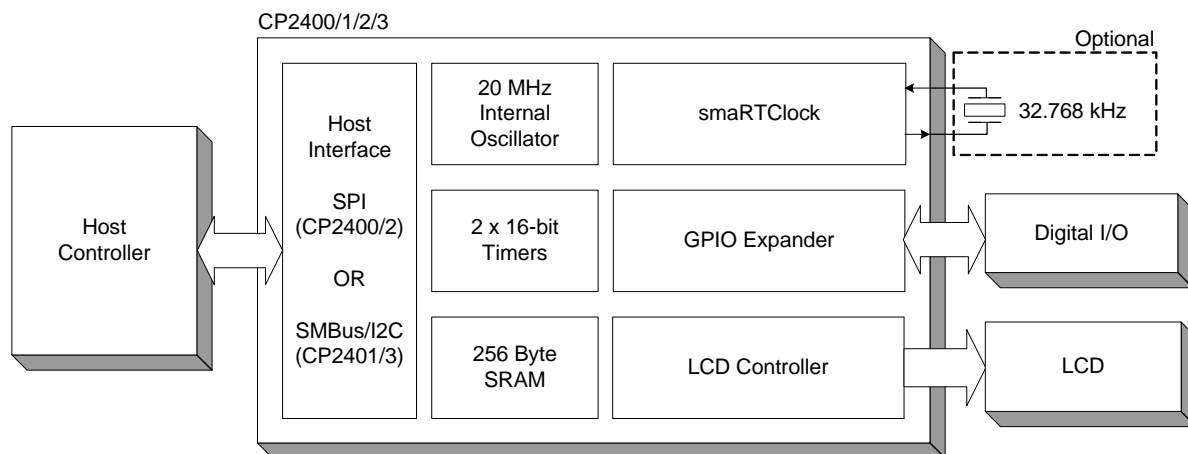 CP2400/1/2/3
Optional
Host
Controller
Host
Interface
SPI
(CP2400/2)
OR
SMBus/I2C
(CP2401/3)
20 MHz
Internal
Oscillator
smaRTClock
32.768 kHz
2 x 16-bit
Timers
GPIO Expander
Digital I/O
256 Byte
SRAM
LCD Controller
LCD